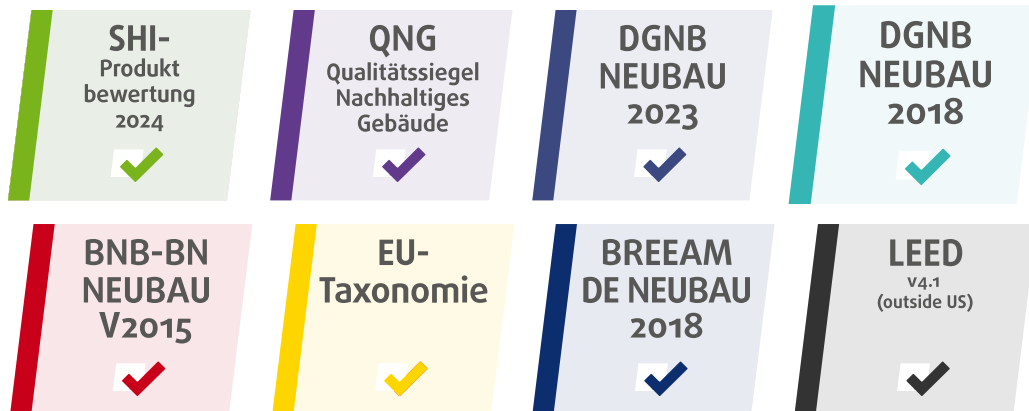 SHI-
Produkt
bewertung
2024
QNG
Qualitätssiegel
Nachhaltiges
Gebäude
DGNB
NEUBAU
2023
DGNB
NEUBAU
2018
BNB-BN
NEUBAU
V2015
EU-
Taxonomie
BREEAM
DE NEUBAU
2018
LEED
v4.1
(outside US)